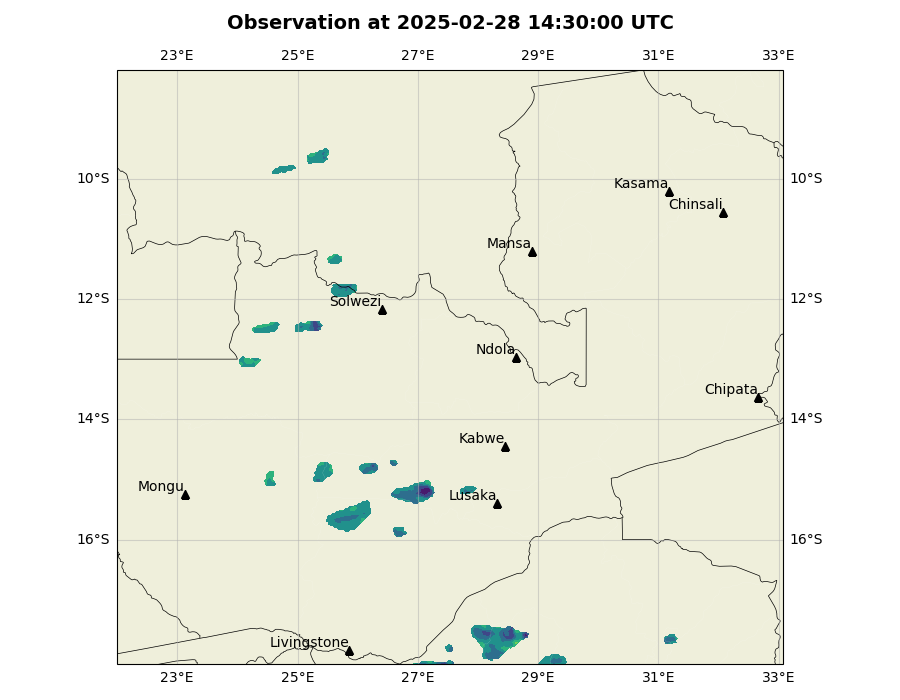 Observation at 2025-02-28 14:30:00 UTC
23°E 25°E 27°E 29°E 31°E 33°E
10°S 10°S
Kasama
Chinsali
Mansa
12°S 12°S
Solwezi
Ndola
Chipata
14°S 14°S
Kabwe
Mongu
Lusaka
16°S 16°S
Livingstone
23°E 25°E 27°E 29°E 31°E 33°E